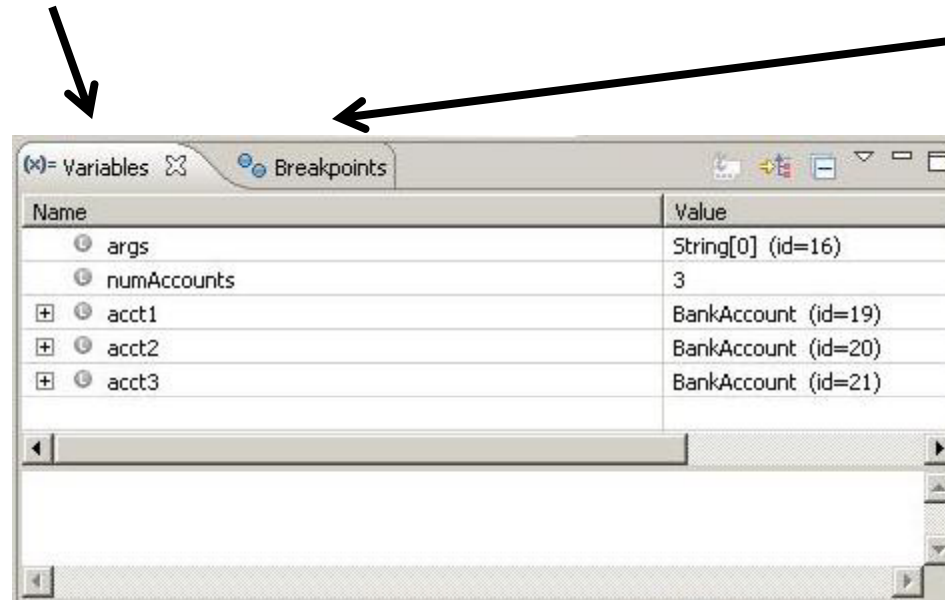 (x)= Variables Breakpoints
Name Value
args String[0] (id=16)
numAccounts 3
acct1 BankAccount (id=19)
acct2 BankAccount (id=20)
acct3 BankAccount (id=21)